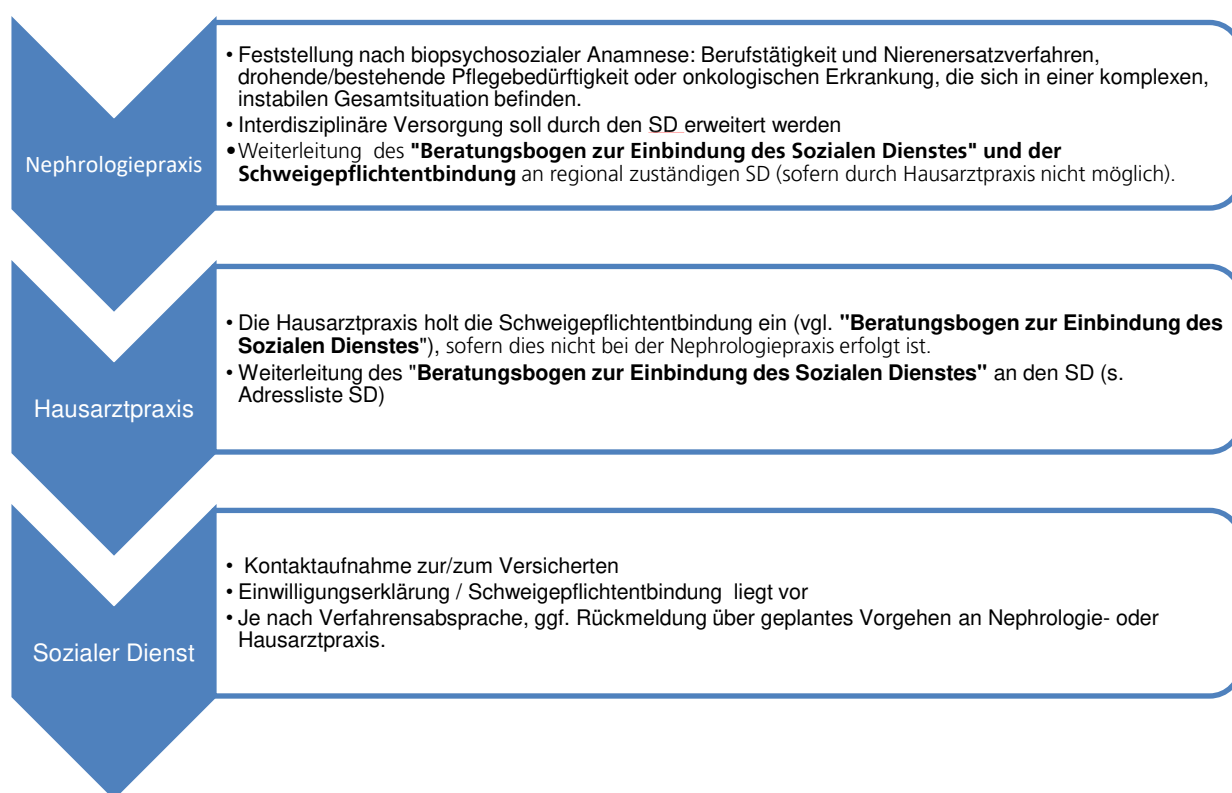 Nephrologiepraxis
• Feststellung nach biopsychosozialer Anamnese: Berufstätigkeit und Nierenersatzverfahren,
drohende/bestehende Pflegebedürftigkeit oder onkologischen Erkrankung, die sich in einer komplexen,
instabilen Gesamtsituation befinden.
• Interdisziplinäre Versorgung soll durch den SD erweitert werden
•Weiterleitung des "Beratungsbogen zur Einbindung des Sozialen Dienstes" und der
Schweigepflichtentbindung an regional zuständigen SD (sofern durch Hausarztpraxis nicht möglich).
Hausarztpraxis
• Die Hausarztpraxis holt die Schweigepflichtentbindung ein (vgl. "Beratungsbogen zur Einbindung des
Sozialen Dienstes"), sofern dies nicht bei der Nephrologiepraxis erfolgt ist.
• Weiterleitung des "Beratungsbogen zur Einbindung des Sozialen Dienstes" an den SD (s.
Adressliste SD)
Sozialer Dienst
• Kontaktaufnahme zur/zum Versicherten
• Einwilligungserklärung / Schweigepflichtentbindung liegt vor
• Je nach Verfahrensabsprache, ggf. Rückmeldung über geplantes Vorgehen an Nephrologie- oder
Hausarztpraxis.